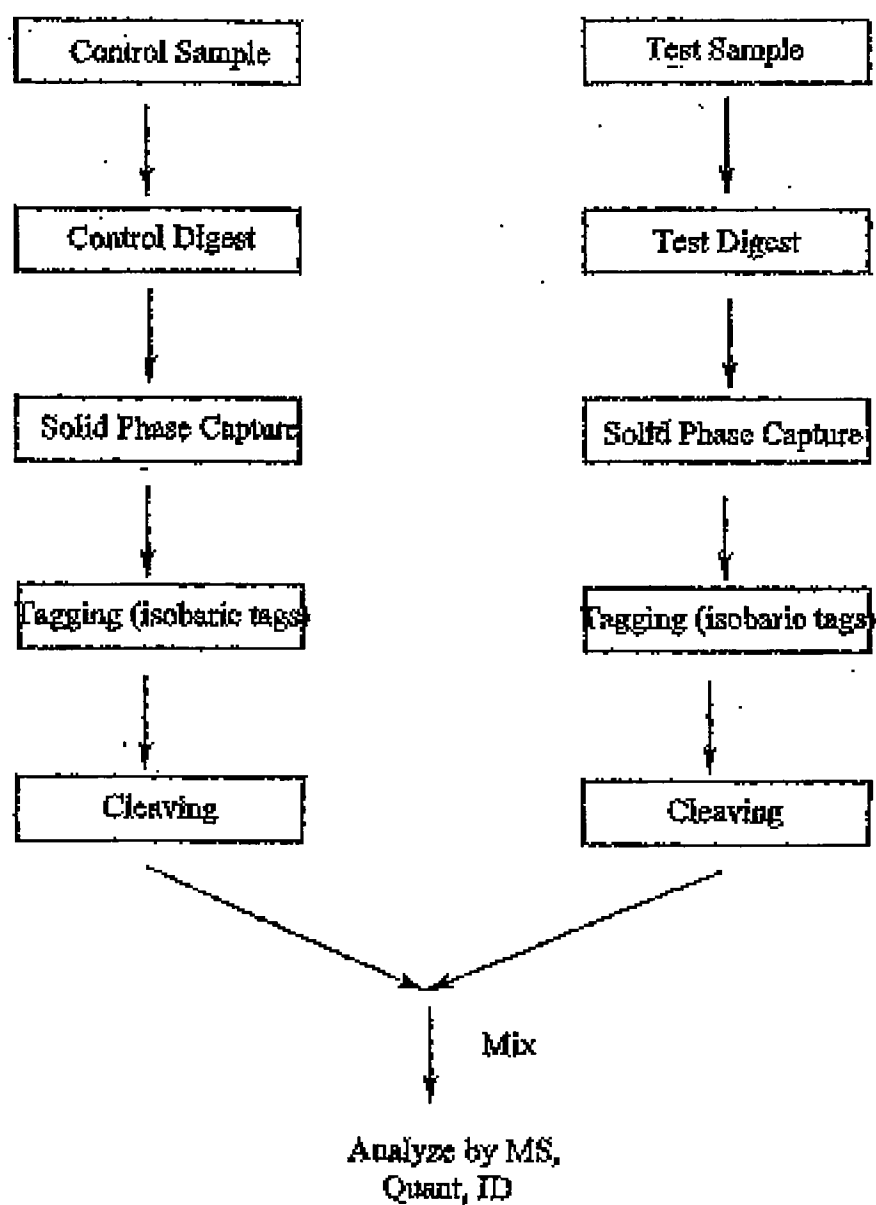 Control Sample
Test Sample
Control Digest
Test Digest
Solid Phase Capture
Solid Phase Capture
Tagging (isobaric tags)
Tagging (isobaric tags)
Cleaving
Cleaving
Mix
Analyze by MS,
Quant, ID